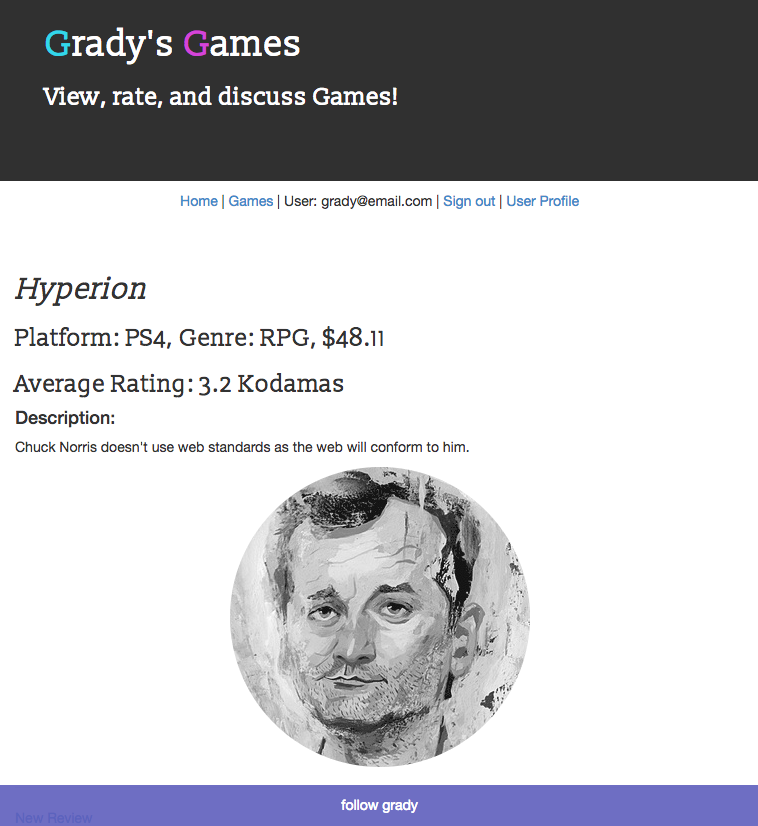 Grady's Games
View, rate, and discuss Games!
Home | Games | User: grady@email.com | Sign out | User Profile
Hyperion
Platform: PS4, Genre: RPG, $48.11
Average Rating: 3.2 Kodamas
Description:
Chuck Norris doesn't use web standards as the web will conform to him.
follow grady
New Review